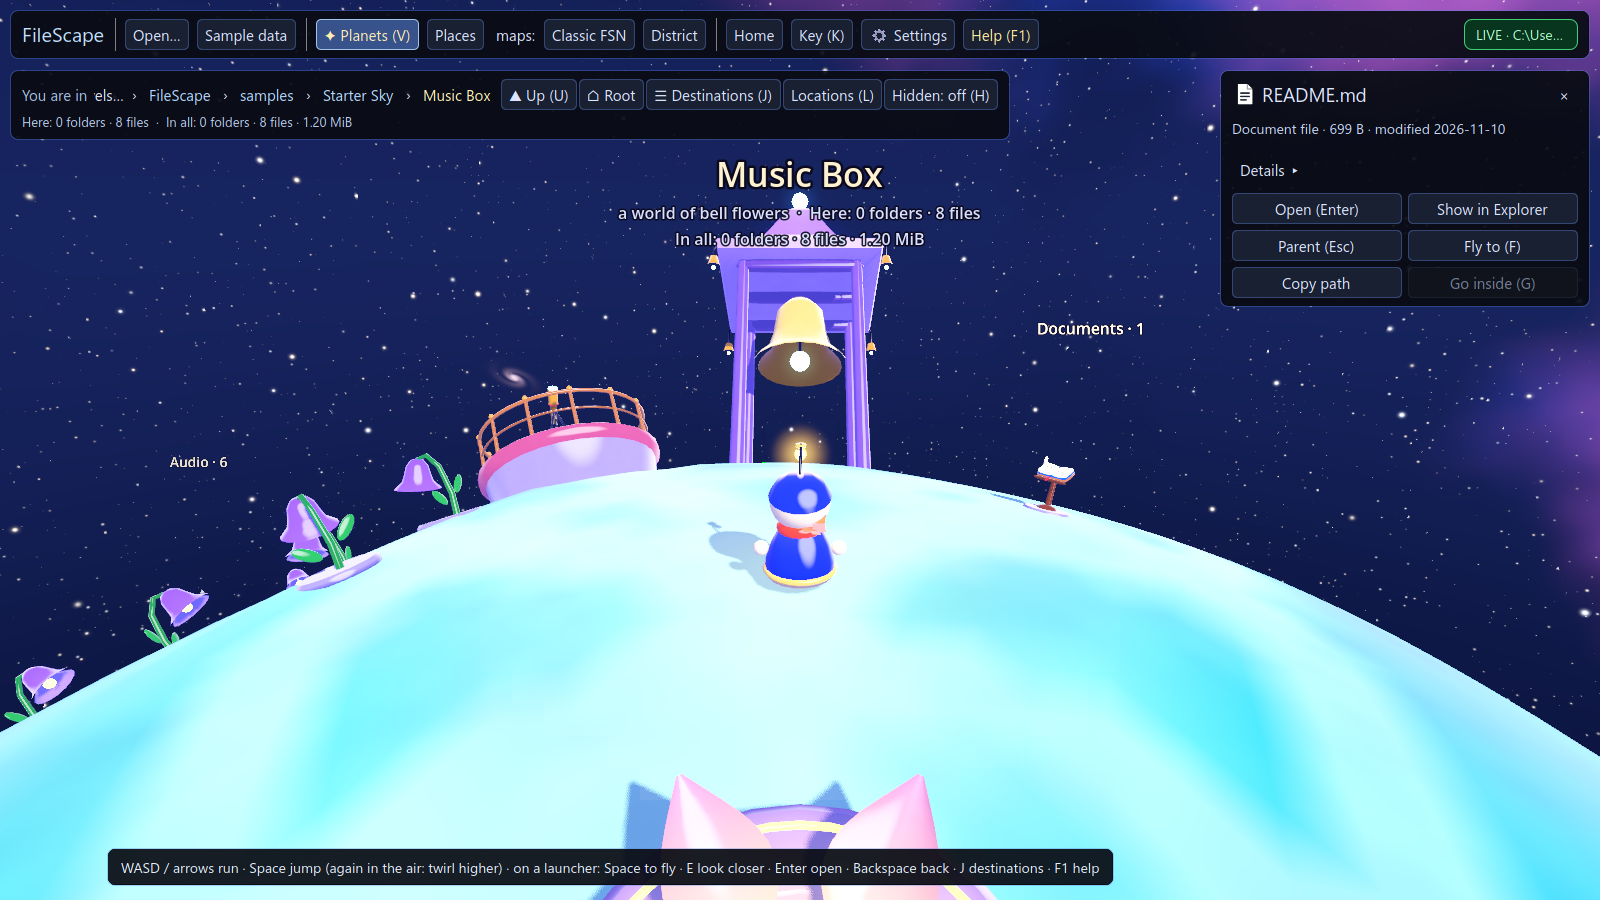 FileScape Open... Sample data ✦ Planets (V) Places maps: Classic FSN District Home Key (K) Settings Help (F1) LIVE · C:\Use...
You are in els... › FileScape › samples › Starter Sky › Music Box ▲ Up (U) Root ☰ Destinations (J) Locations (L) Hidden: off (H)
Here: 0 folders · 8 files · In all: 0 folders · 8 files · 1.20 MiB
README.md ×
Document file · 699 B · modified 2026-11-10
Details ▸
Open (Enter) Show in Explorer
Parent (Esc) Fly to (F)
Copy path Go inside (G)
Music Box
a world of bell flowers · Here: 0 folders · 8 files
In all: 0 folders · 8 files · 1.20 MiB
Documents · 1
Audio · 6
WASD / arrows run · Space jump (again in the air: twirl higher) · on a launcher: Space to fly · E look closer · Enter open · Backspace back · J destinations · F1 help